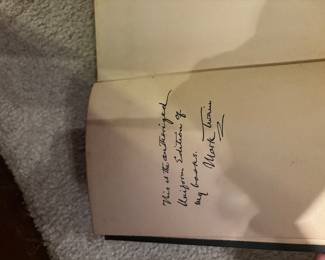 This is the authorized
Uniform Edition of
my books.
Mark Twain